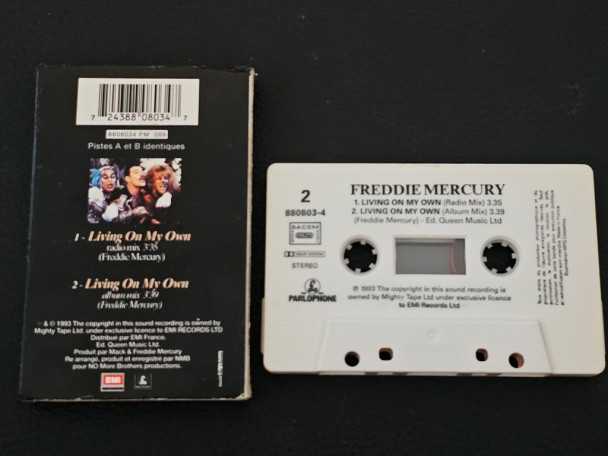 7 24388 08034 7
8808034 PM 065
Pistes A et B identiques
1 - Living On My Own
radio mix 3'35
(Freddie Mercury)
2 - Living On My Own
album mix 3'39
(Freddie Mercury)
& © 1993 The copyright in this sound recording is owned by
Mighty Tape Ltd. under exclusive licence to EMI RECORDS LTD
Distribué par EMI France.
Ed. Queen Music Ltd.
Produit par Mack & Freddie Mercury
Re arrangé, produit et enregistré par NMB
pour NO More Brothers productions.
EMI
2
FREDDIE MERCURY
880803-4
1. LIVING ON MY OWN (Radio Mix) 3.35
2. LIVING ON MY OWN (Album Mix) 3.39
(Freddie Mercury) - Ed. Queen Music Ltd
SACEM
STEREO
PARLOPHONE
℗ 1993 The copyright in this sound recording is
owned by Mighty Tape Ltd under exclusive licence
to EMI Records Ltd